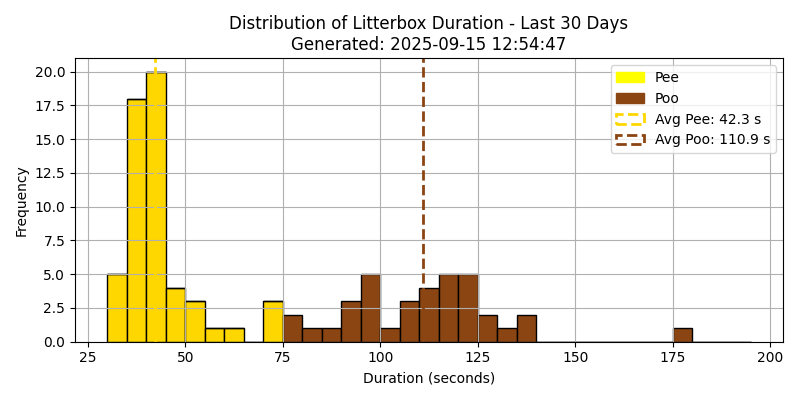 Distribution of Litterbox Duration - Last 30 Days
Generated: 2025-09-15 12:54:47
Pee
Poo
Avg Pee: 42.3 s
Avg Poo: 110.9 s
Frequency
20.0
17.5
15.0
12.5
10.0
7.5
5.0
2.5
0.0
25 50 75 100 125 150 175 200
Duration (seconds)